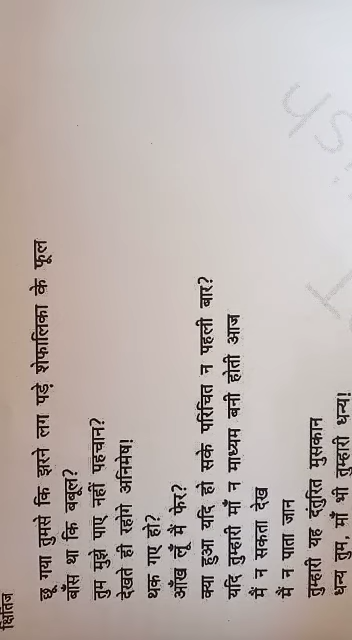 क्षितिज
छू गया तुमसे कि झरने लग पड़े शेफालिका के फूल
बाँस था कि बबूल?
तुम मुझे पाए नहीं पहचान?
देखते ही रहोगे अनिमेष!
थक गए हो?
आँख लूँ मैं फेर?
क्या हुआ यदि हो सके परिचित न पहली बार?
यदि तुम्हारी माँ न माध्यम बनी होती आज
मैं न सकता देख
मैं न पाता जान
तुम्हारी यह दंतुरित मुसकान
धन्य तुम, माँ भी तुम्हारी धन्य!